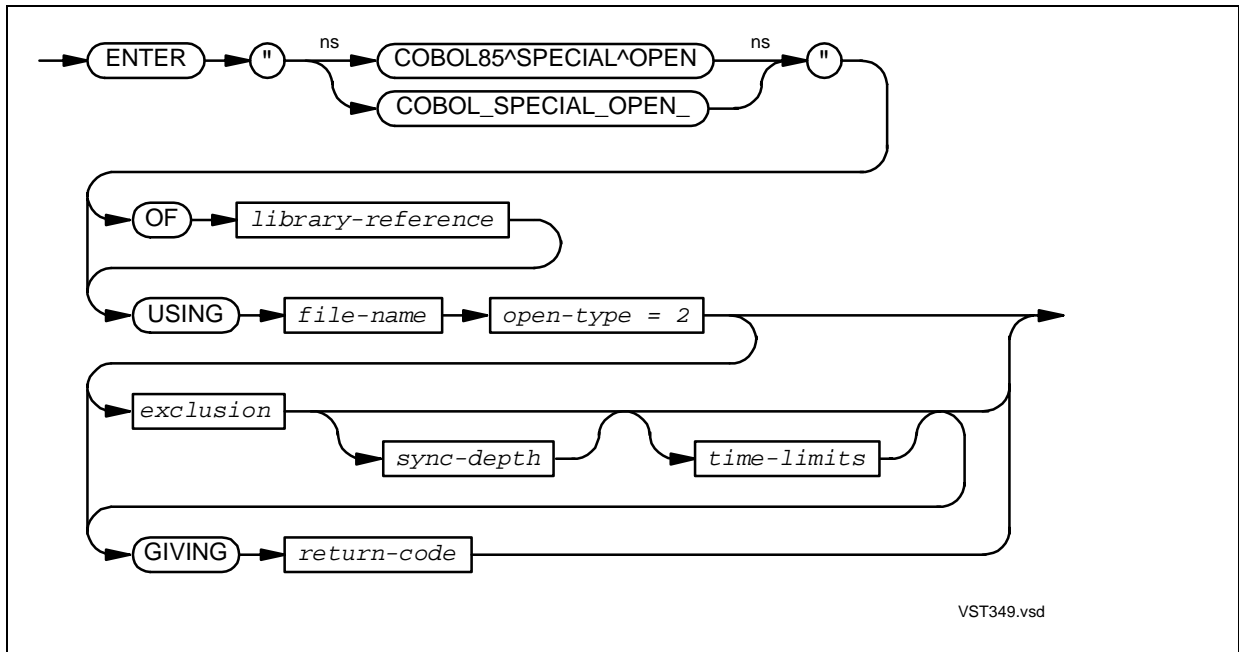 ns ns
ENTER " COBOL85^SPECIAL^OPEN "
COBOL_SPECIAL_OPEN_
OF library-reference
USING file-name open-type = 2
exclusion
sync-depth time-limits
GIVING return-code
VST349.vsd